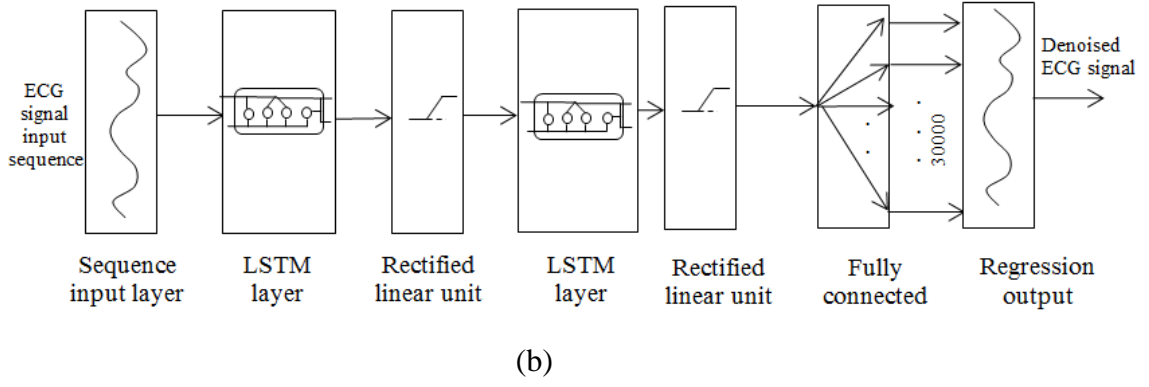 ECG
signal
input
sequence
30000
Denoised
ECG signal
Sequence
input layer
LSTM
layer
Rectified
linear unit
LSTM
layer
Rectified
linear unit
Fully
connected
Regression
output
(b)